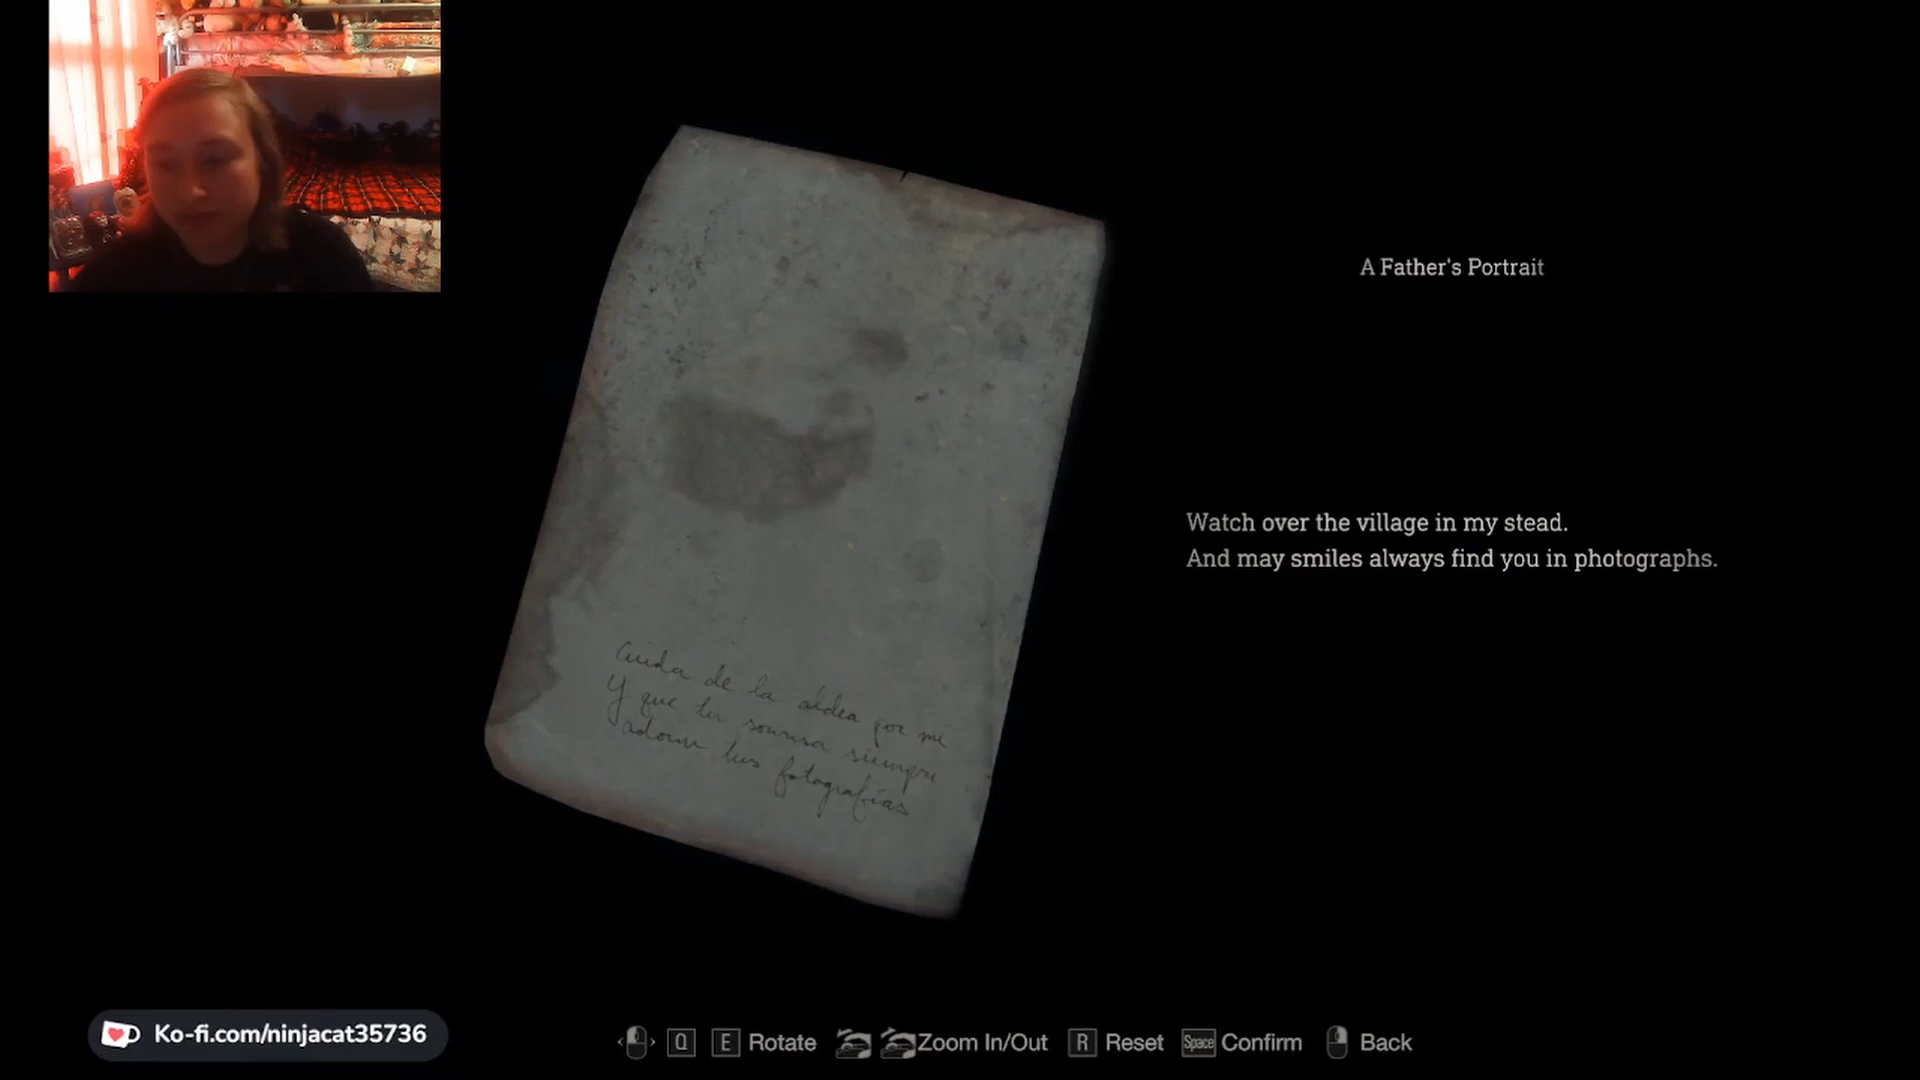 A Father's Portrait
Watch over the village in my stead.
And may smiles always find you in photographs.
Cuida de la aldea por mi
Y que tu sonrisa siempre
adorne tus fotografías
Ko-fi.com/ninjacat35736
Q E Rotate Zoom In/Out R Reset Space Confirm Back